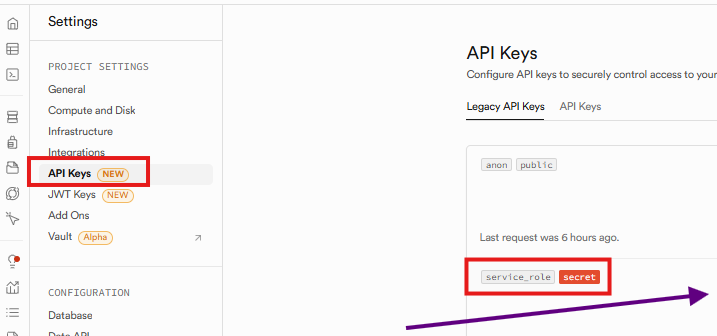 Settings
PROJECT SETTINGS
General
Compute and Disk
Infrastructure
Integrations
API Keys NEW
JWT Keys NEW
Add Ons
Vault Alpha
CONFIGURATION
Database
Data API
API Keys
Configure API keys to securely control access to your
Legacy API Keys API Keys
anon public
Last request was 6 hours ago.
service_role secret